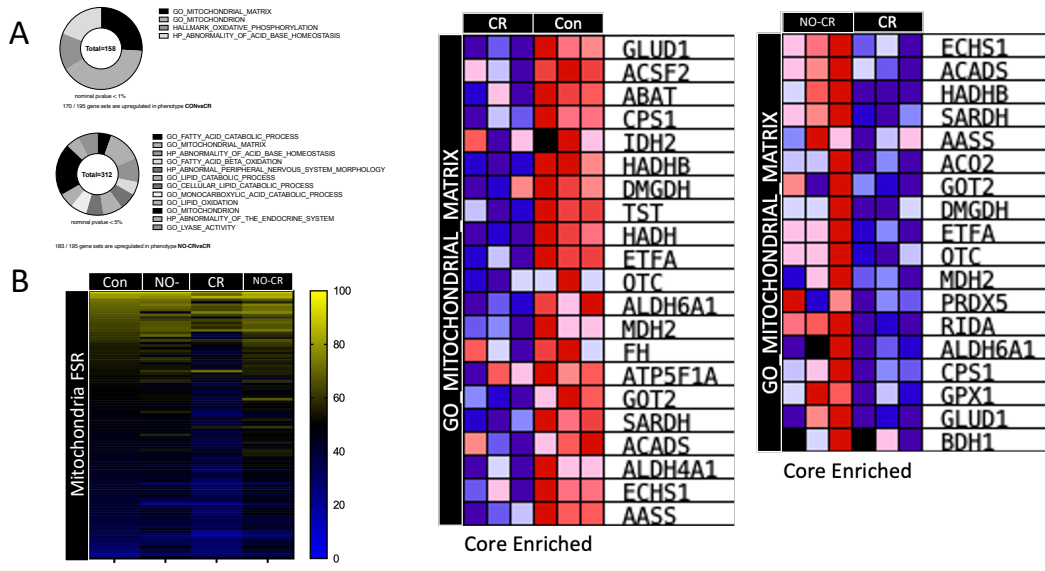 A
Total=158
GO_MITOCHONDRIAL_MATRIX
GO_MITOCHONDRION
HALLMARK_OXIDATIVE_PHOSPHORYLATION
HP_ABNORMALITY_OF_ACID_BASE_HOMEOSTASIS
nominal pvalue < 1%
170 / 195 gene sets are upregulated in phenotype CONvaCR
Total=312
GO_FATTY_ACID_CATABOLIC_PROCESS
GO_MITOCHONDRIAL_MATRIX
HP_ABNORMALITY_OF_ACID_BASE_HOMEOSTASIS
GO_FATTY_ACID_BETA_OXIDATION
HP_ABNORMAL_PERIPHERAL_NERVOUS_SYSTEM_MORPHOLOGY
GO_LIPID_CATABOLIC_PROCESS
GO_CELLULAR_LIPID_CATABOLIC_PROCESS
GO_MONOCARBOXYLIC_ACID_CATABOLIC_PROCESS
GO_LIPID_OXIDATION
GO_MITOCHONDRION
HP_ABNORMALITY_OF_THE_ENDOCRINE_SYSTEM
GO_LYASE_ACTIVITY
nominal pvalue < 5%
183 / 195 gene sets are upregulated in phenotype NO-CRvaCR
B
Con NO- CR NO-CR
Mitochondria FSR
100
80
60
40
20
0
CR Con
GO_MITOCHONDRIAL_MATRIX
GLUD1
ACSF2
ABAT
CPS1
IDH2
HADHB
DMGDH
TST
HADH
ETFA
OTC
ALDH6A1
MDH2
FH
ATP5F1A
GOT2
SARDH
ACADS
ALDH4A1
ECHS1
AASS
Core Enriched
NO-CR CR
GO_MITOCHONDRIAL_MATRIX
ECHS1
ACADS
HADHB
SARDH
AASS
ACO2
GOT2
DMGDH
ETFA
OTC
MDH2
PRDX5
RIDA
ALDH6A1
CPS1
GPX1
GLUD1
BDH1
Core Enriched